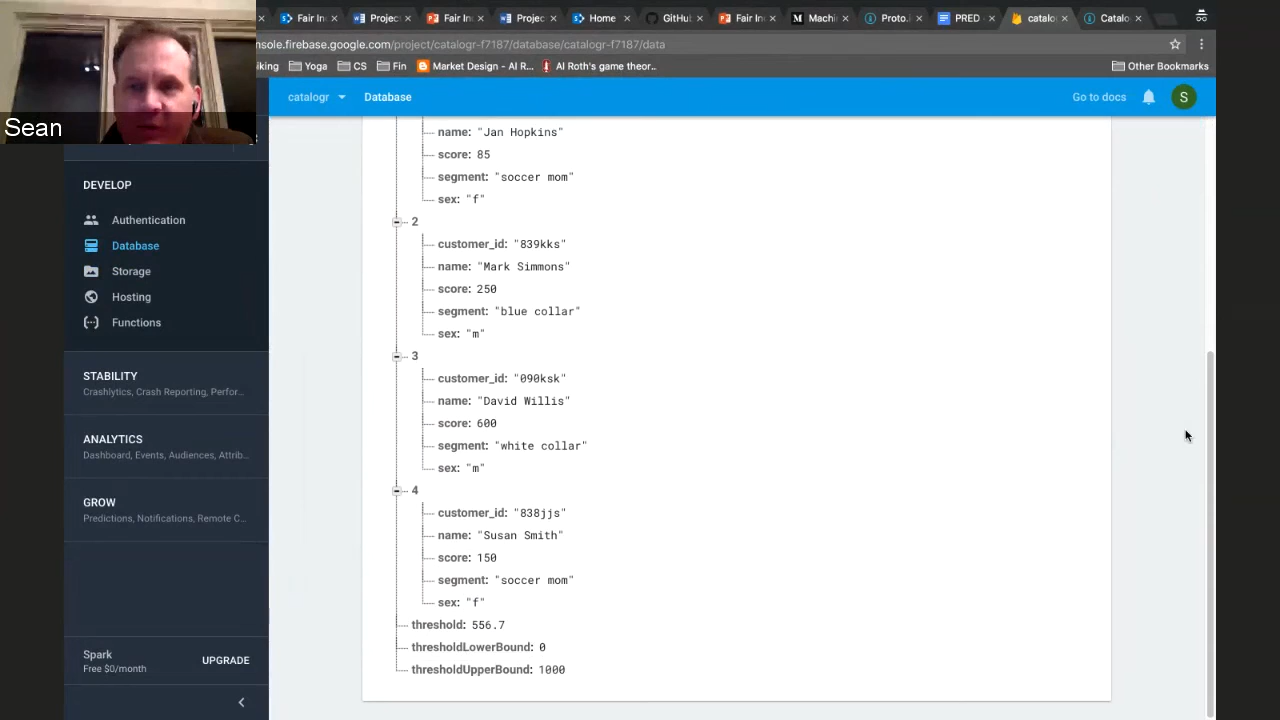 Fair In
Projec
Fair In
Projec
Fair In
Home
GitHu
Fair In
Machi
Proto.i
PRED
catalo
Catalo
nsole.firebase.google.com/project/catalogr-f7187/database/catalogr-f7187/data
iking
Yoga
CS
Fin
Market Design - Al R...
Al Roth's game theor..
Other Bookmarks
catalogr
Database
Go to docs
S
Sean
DEVELOP
Authentication
Database
Storage
Hosting
Functions
STABILITY
Crashlytics, Crash Reporting, Perfor...
ANALYTICS
Dashboard, Events, Audiences, Attrib...
GROW
Predictions, Notifications, Remote C...
Spark
Free $0/month
UPGRADE
name: "Jan Hopkins"
score: 85
segment: "soccer mom"
sex: "f"
2
customer_id: "839kks"
name: "Mark Simmons"
score: 250
segment: "blue collar"
sex: "m"
3
customer_id: "090ksk"
name: "David Willis"
score: 600
segment: "white collar"
sex: "m"
4
customer_id: "838jjs"
name: "Susan Smith"
score: 150
segment: "soccer mom"
sex: "f"
threshold: 556.7
thresholdLowerBound: 0
thresholdUpperBound: 1000